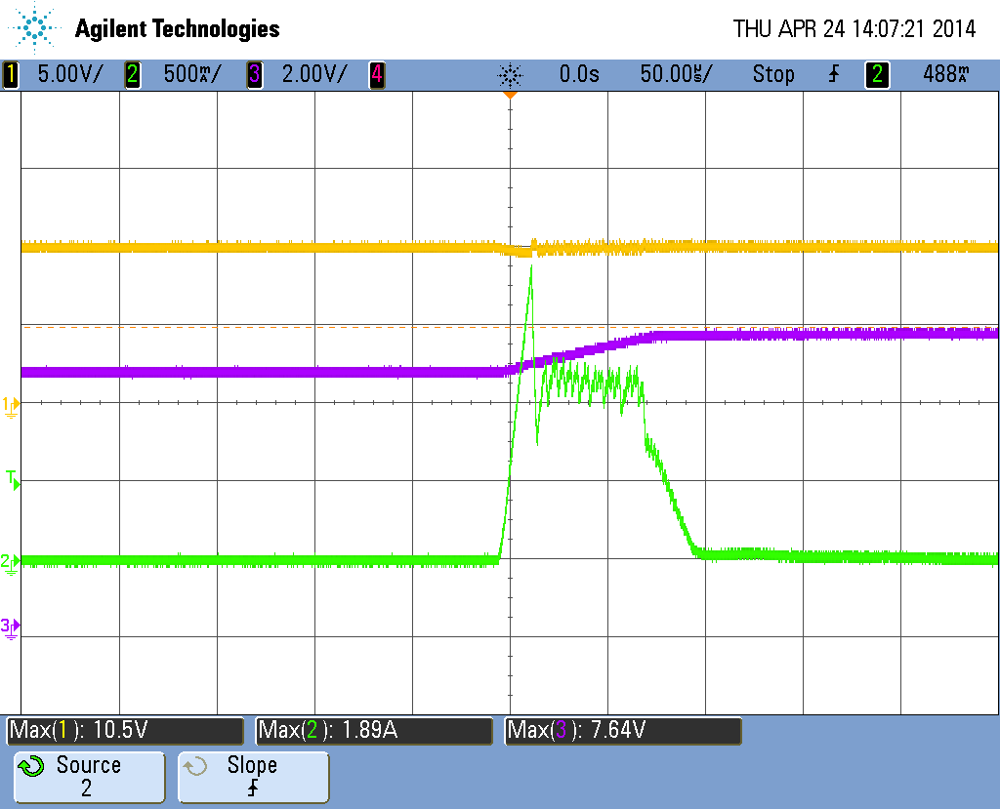 Agilent Technologies THU APR 24 14:07:21 2014
1 5.00V/ 2 500mA/ 3 2.00V/ 4 0.0s 50.00µs/ Stop 2 488mA
1
T
2
3
Max(1): 10.5V Max(2): 1.89A Max(3): 7.64V
Source Slope
2